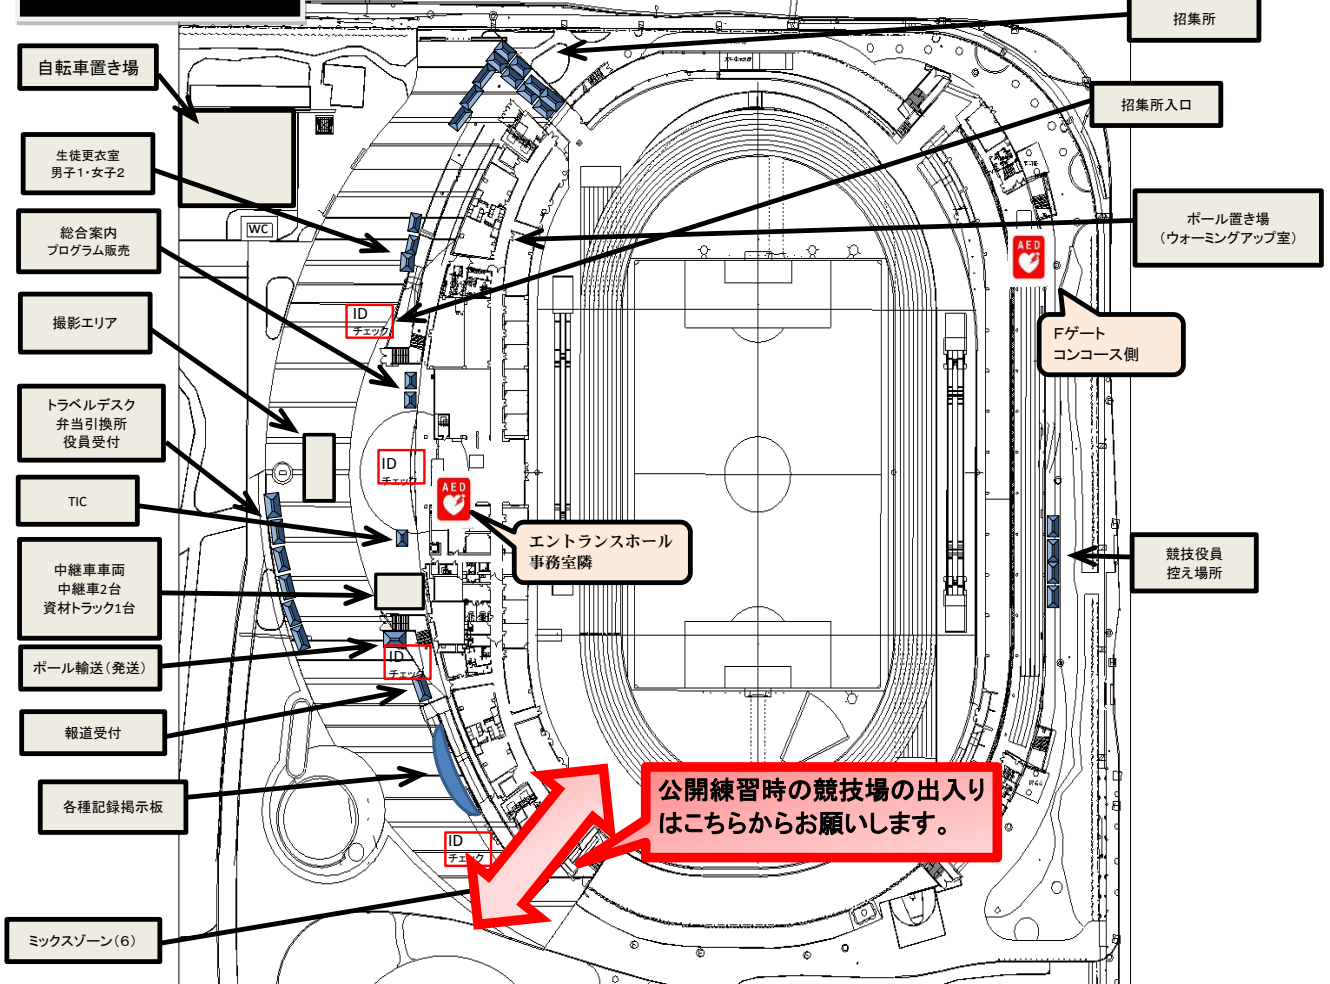 招集所
自転車置き場
招集所入口
生徒更衣室
男子1・女子2
WC
総合案内
プログラム販売
ポール置き場
（ウォーミングアップ室）
AED
Fゲート
コンコース側
ID
チェック
撮影エリア
トラベルデスク
弁当引換所
役員受付
ID
チェック
AED
TIC
エントランスホール
事務室隣
競技役員
控え場所
中継車車両
中継車2台
資材トラック1台
ポール輸送（発送）
ID
チェック
報道受付
各種記録掲示板
公開練習時の競技場の出入り
はこちらからお願いします。
ID
チェック
ミックスゾーン（6）